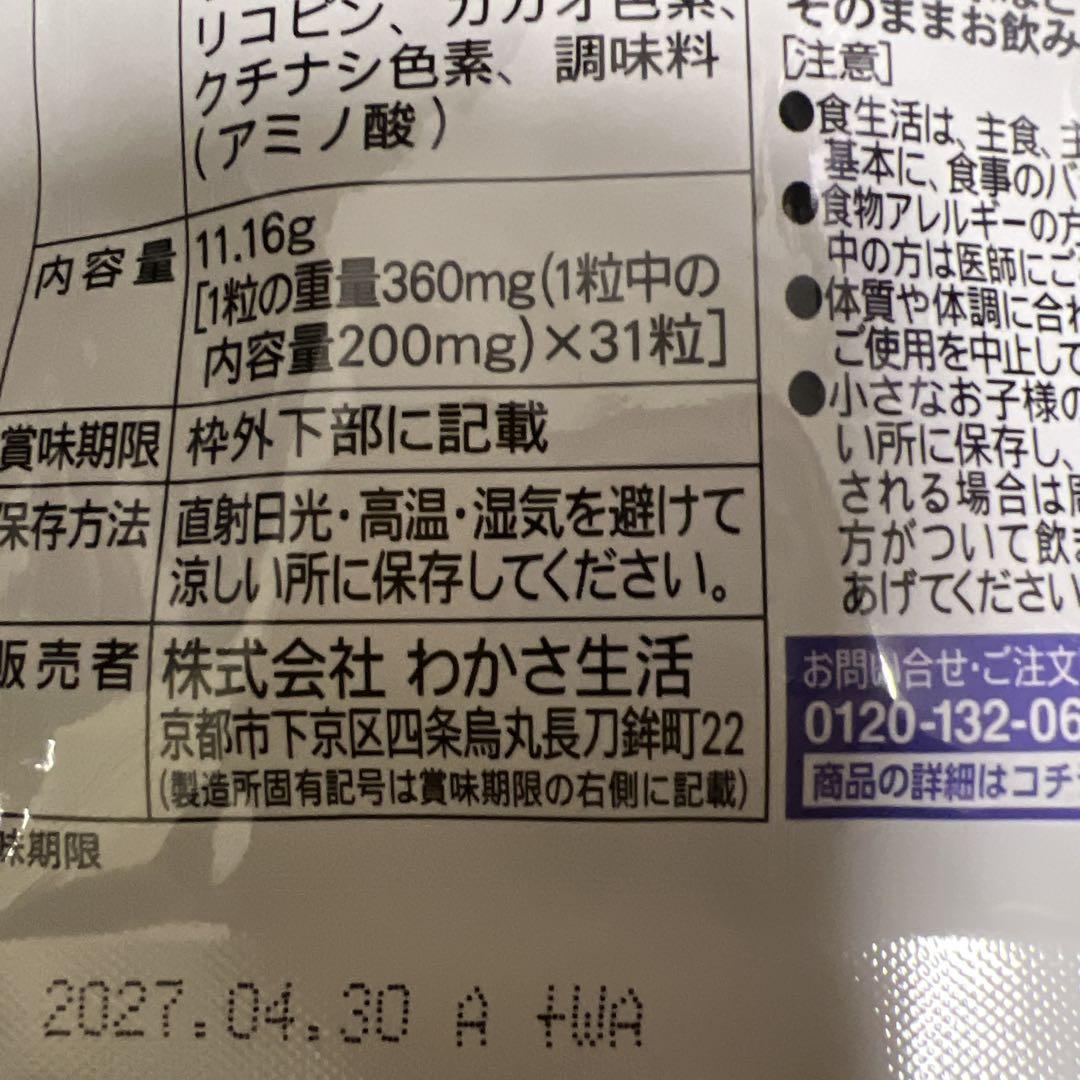 リコピン、カカオ色素、
クチナシ色素、調味料
(アミノ酸)
内容量
11.16g
[1粒の重量360mg(1粒中の
内容量200mg)×31粒]
賞味期限
枠外下部に記載
保存方法
直射日光・高温・湿気を避けて
涼しい所に保存してください。
販売者
株式会社 わかさ生活
京都市下京区四条烏丸長刀鉾町22
(製造所固有記号は賞味期限の右側に記載)
味期限
2027.04.30 A +WA
そのままお飲み
[注意]
●食生活は、主食、主
基本に、食事のバ
●食物アレルギーの方
中の方は医師にご
●体質や体調に合わ
ご使用を中止して
●小さなお子様の
い所に保存し、
される場合は
方がついて飲ま
あげてください
お問い合せ・ご注文
0120-132-06
商品の詳細はコチ